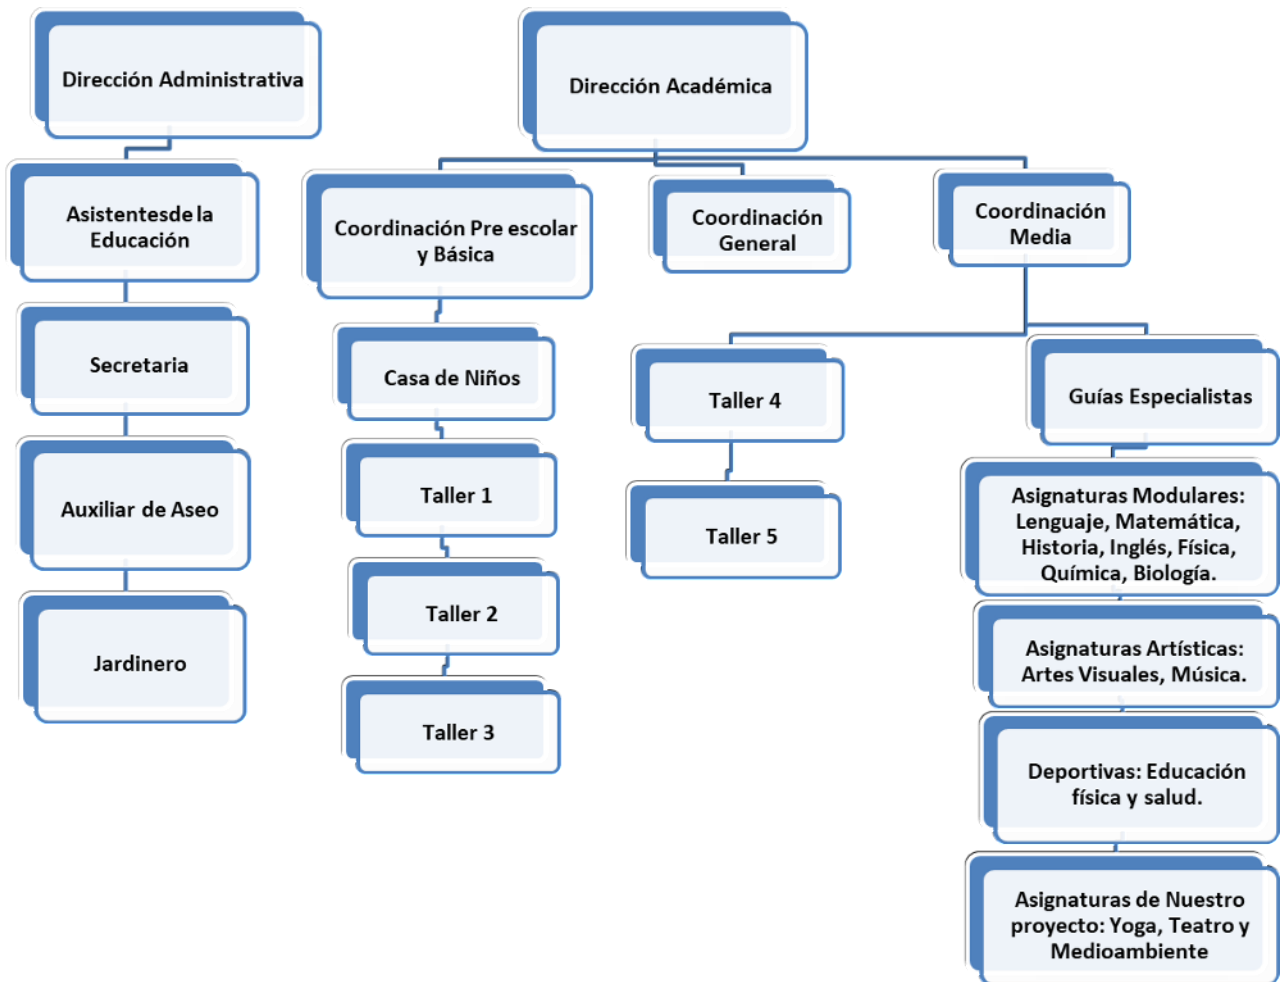 Dirección Administrativa
Dirección Académica
Asistentesde la
Educación
Coordinación Pre escolar
y Básica
Coordinación
General
Coordinación
Media
Secretaria
Casa de Niños
Taller 4
Guías Especialistas
Auxiliar de Aseo
Taller 1
Taller 5
Asignaturas Modulares:
Lenguaje, Matemática,
Historia, Inglés, Física,
Química, Biología.
Jardinero
Taller 2
Asignaturas Artísticas:
Artes Visuales, Música.
Taller 3
Deportivas: Educación
física y salud.
Asignaturas de Nuestro
proyecto: Yoga, Teatro y
Medioambiente